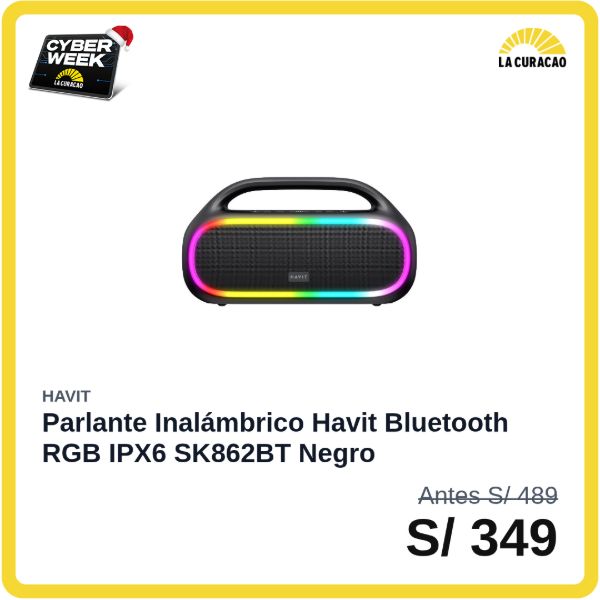 CYBER
WEEK
LA CURACAO
LA CURACAO
HAVIT
HAVIT
Parlante Inalámbrico Havit Bluetooth
RGB IPX6 SK862BT Negro
Antes S/ 489
S/ 349